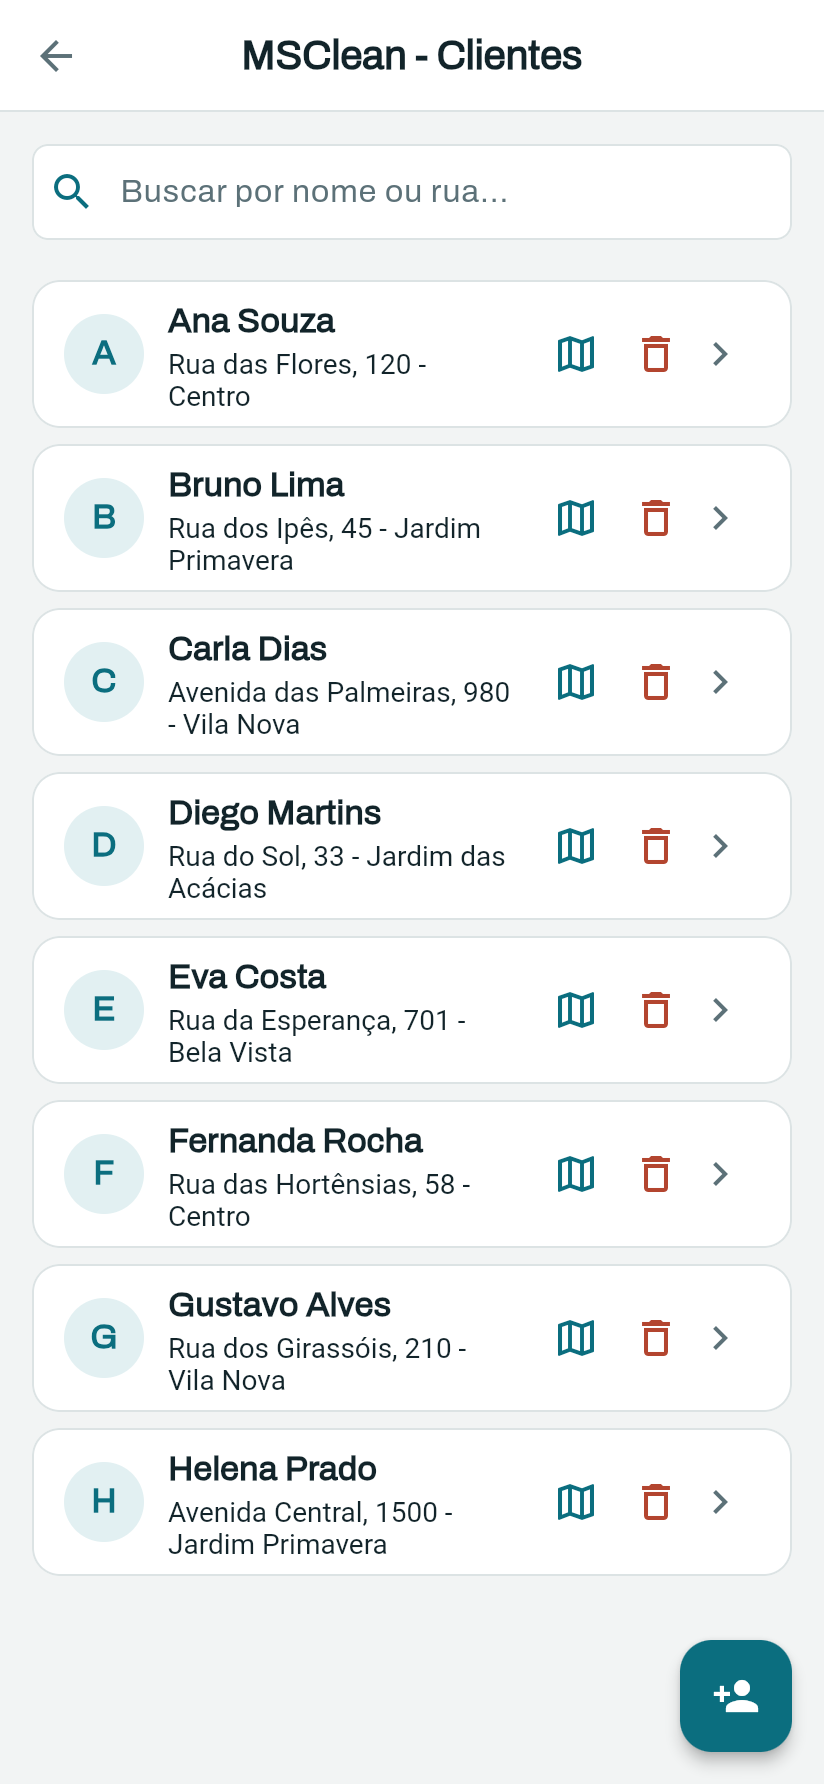 MSClean - Clientes
Buscar por nome ou rua...
A
Ana Souza
Rua das Flores, 120 -
Centro
B
Bruno Lima
Rua dos Ipês, 45 - Jardim
Primavera
C
Carla Dias
Avenida das Palmeiras, 980
- Vila Nova
D
Diego Martins
Rua do Sol, 33 - Jardim das
Acácias
E
Eva Costa
Rua da Esperança, 701 -
Bela Vista
F
Fernanda Rocha
Rua das Hortênsias, 58 -
Centro
G
Gustavo Alves
Rua dos Girassóis, 210 -
Vila Nova
H
Helena Prado
Avenida Central, 1500 -
Jardim Primavera